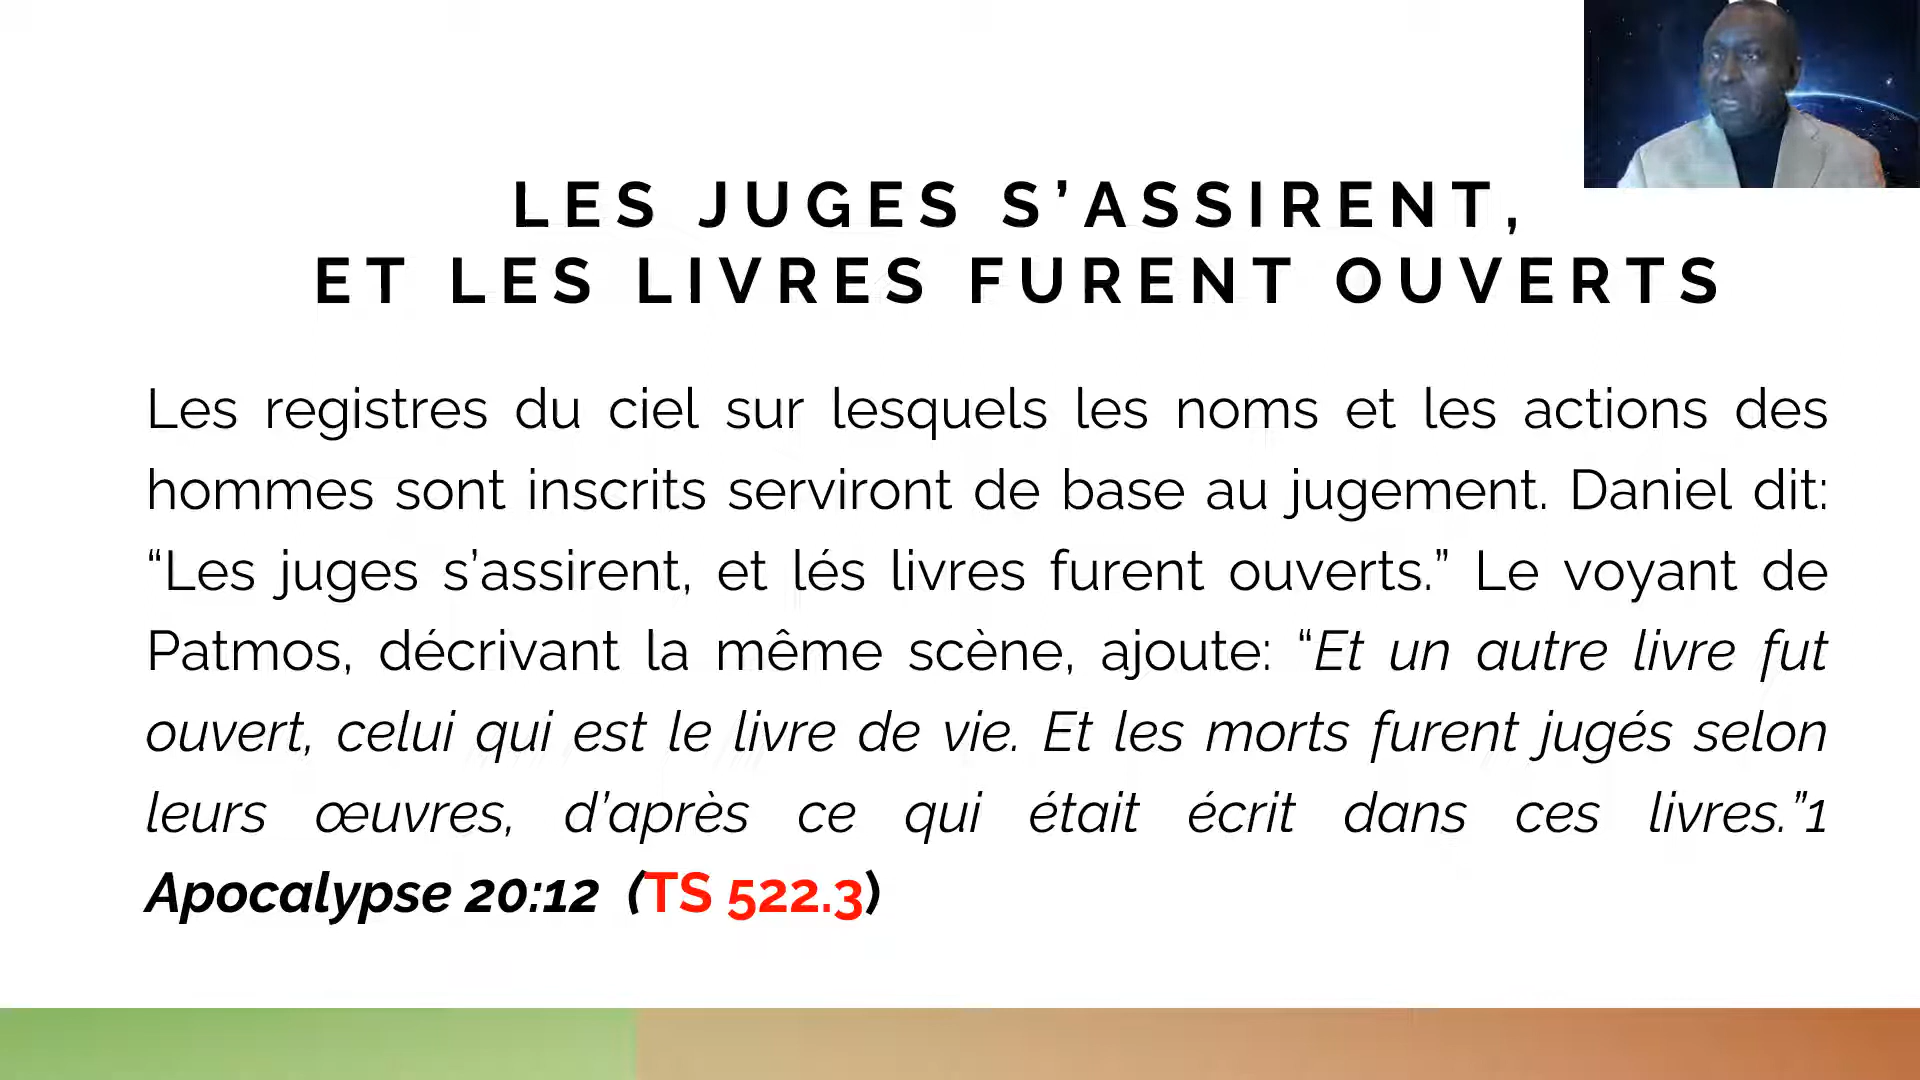 LES JUGES S’ASSIRENT,
ET LES LIVRES FURENT OUVERTS
Les registres du ciel sur lesquels les noms et les actions des
hommes sont inscrits serviront de base au jugement. Daniel dit:
“Les juges s’assirent, et lés livres furent ouverts.” Le voyant de
Patmos, décrivant la même scène, ajoute: “Et un autre livre fut
ouvert, celui qui est le livre de vie. Et les morts furent jugés selon
leurs œuvres, d’après ce qui était écrit dans ces livres.”1
Apocalypse 20:12 (TS 522.3)